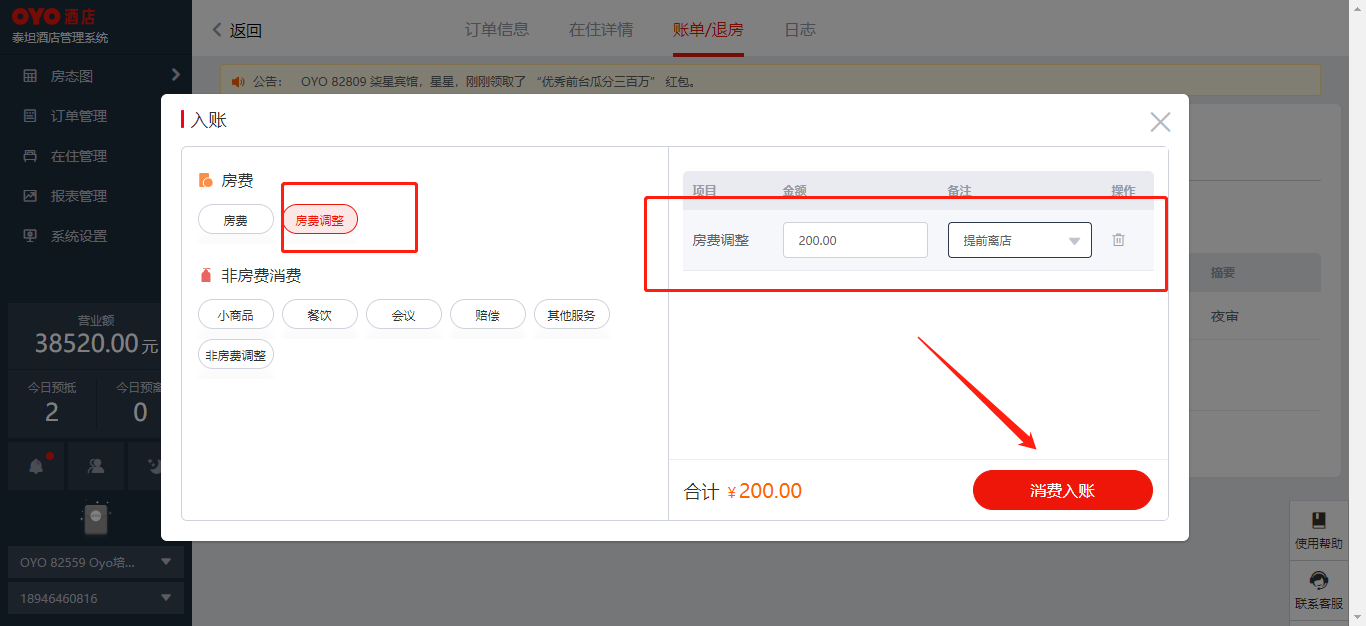 OYO 酒店
泰坦酒店管理系统
返回
订单信息
在住详情
账单/退房
日志
房态图
订单管理
在住管理
报表管理
系统设置
公告： OYO 82809 柒星宾馆，星星，刚刚领取了 “优秀前台瓜分三百万” 红包。
入账
房费
房费
房费调整
非房费消费
小商品
餐饮
会议
赔偿
其他服务
非房费调整
项目
金额
备注
操作
房费调整
200.00
提前离店
合计 ¥200.00
消费入账
摘要
夜审
营业额
38520.00元
今日预抵
2
今日预离
0
OYO 82559 Oyo培...
18946460816
使用帮助
联系客服